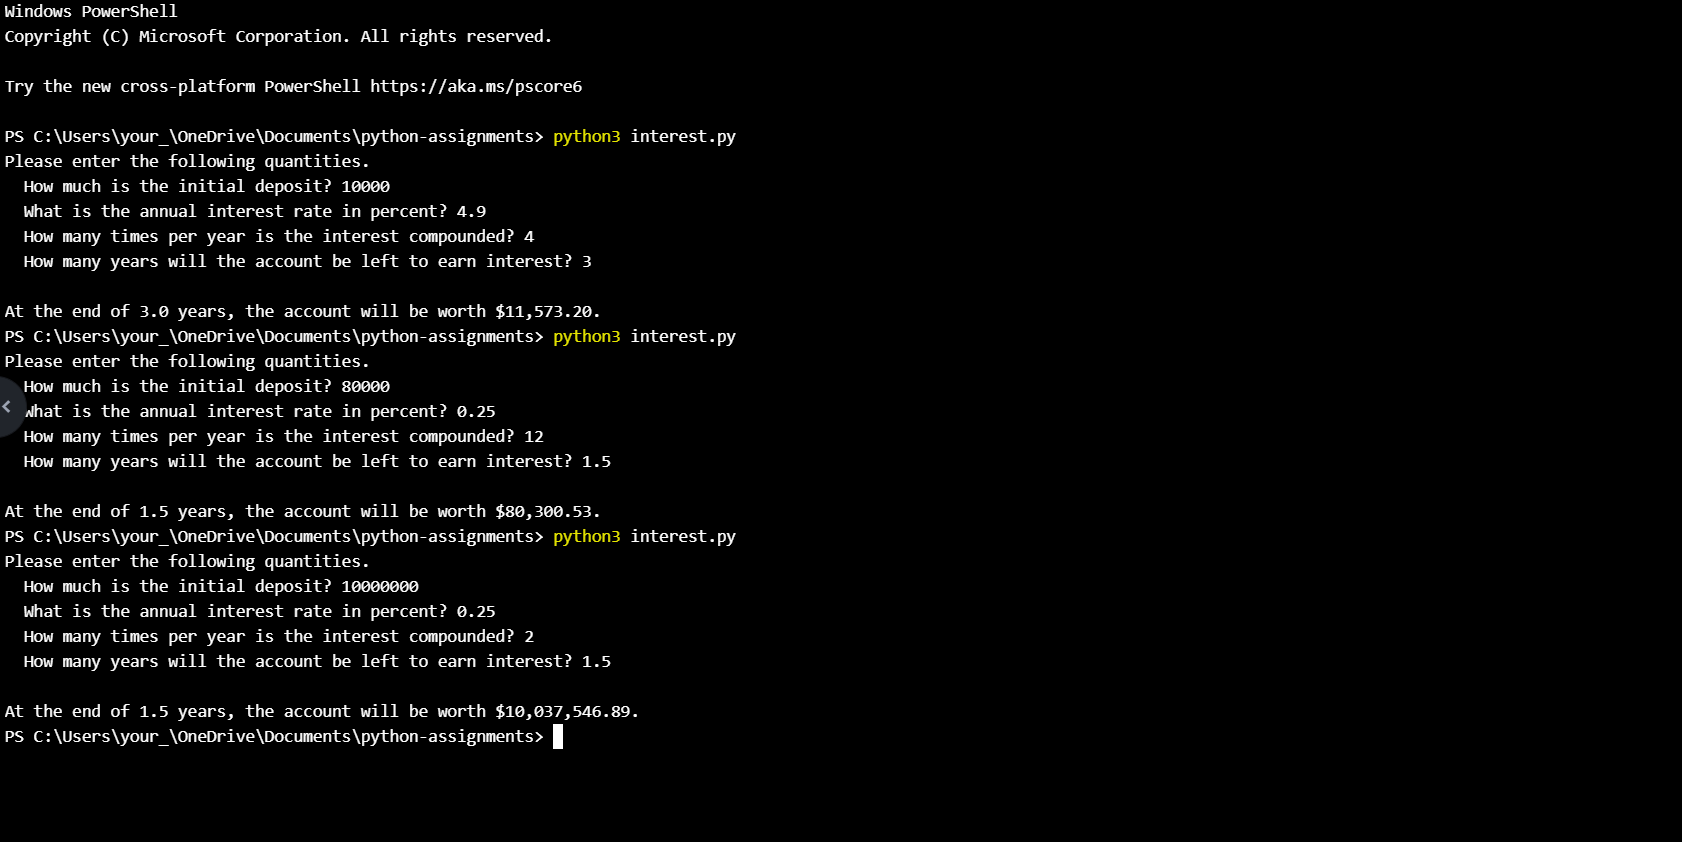 Windows PowerShell
Copyright (C) Microsoft Corporation. All rights reserved.
Try the new cross-platform PowerShell https://aka.ms/pscore6
PS C:\Users\your_\OneDrive\Documents\python-assignments> python3 interest.py
Please enter the following quantities.
How much is the initial deposit? 10000
What is the annual interest rate in percent? 4.9
How many times per year is the interest compounded? 4
How many years will the account be left to earn interest? 3
At the end of 3.0 years, the account will be worth $11,573.20.
PS C:\Users\your_\OneDrive\Documents\python-assignments> python3 interest.py
Please enter the following quantities.
How much is the initial deposit? 80000
What is the annual interest rate in percent? 0.25
How many times per year is the interest compounded? 12
How many years will the account be left to earn interest? 1.5
At the end of 1.5 years, the account will be worth $80,300.53.
PS C:\Users\your_\OneDrive\Documents\python-assignments> python3 interest.py
Please enter the following quantities.
How much is the initial deposit? 10000000
What is the annual interest rate in percent? 0.25
How many times per year is the interest compounded? 2
How many years will the account be left to earn interest? 1.5
At the end of 1.5 years, the account will be worth $10,037,546.89.
PS C:\Users\your_\OneDrive\Documents\python-assignments>